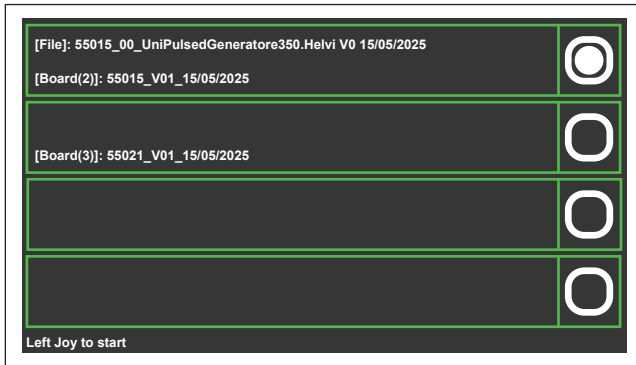 [File]: 55015_00_UniPulsedGeneratore350.Helvi V0 15/05/2025
[Board(2)]: 55015_V01_15/05/2025
[Board(3)]: 55021_V01_15/05/2025
Left Joy to start